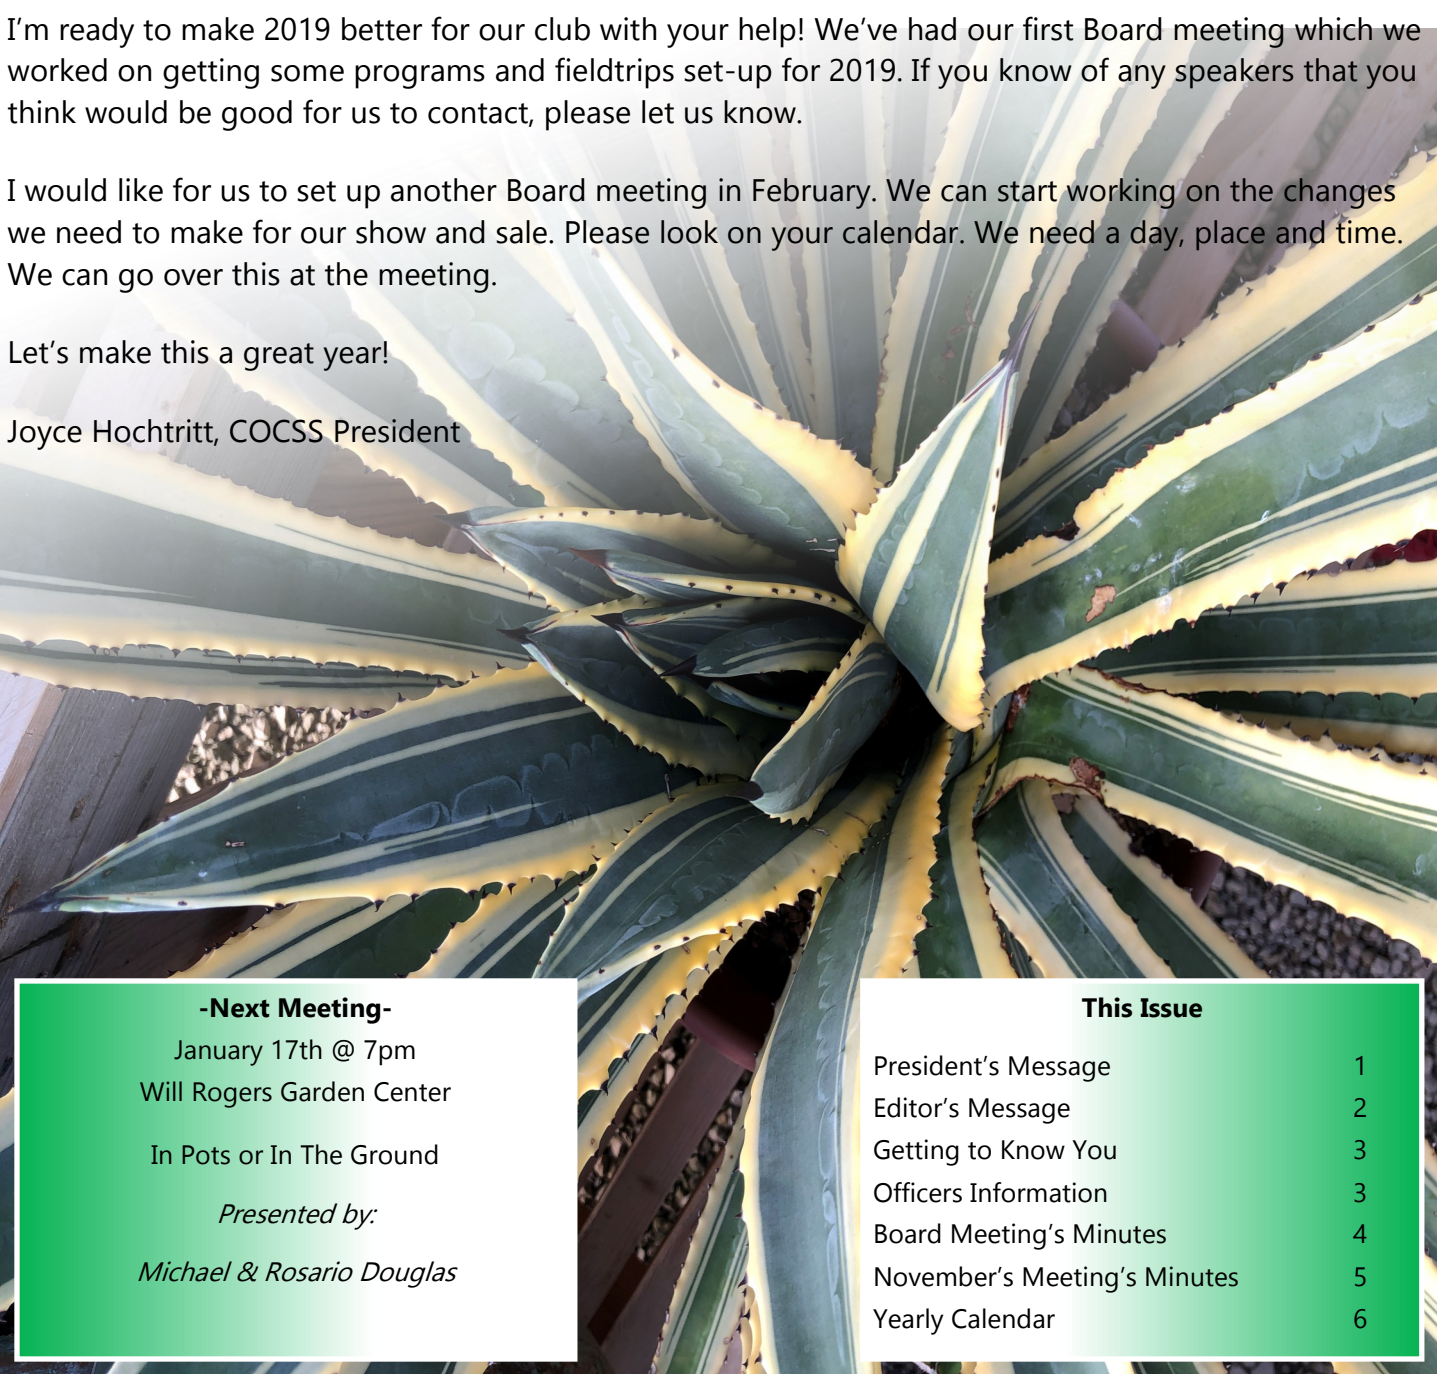 I’m ready to make 2019 better for our club with your help! We’ve had our first Board meeting which we
worked on getting some programs and fieldtrips set-up for 2019. If you know of any speakers that you
think would be good for us to contact, please let us know.
I would like for us to set up another Board meeting in February. We can start working on the changes
we need to make for our show and sale. Please look on your calendar. We need a day, place and time.
We can go over this at the meeting.
Let’s make this a great year!
Joyce Hochtritt, COCSS President
-Next Meeting-
January 17th @ 7pm
Will Rogers Garden Center
In Pots or In The Ground
Presented by:
Michael & Rosario Douglas
This Issue
President’s Message 1
Editor’s Message 2
Getting to Know You 3
Officers Information 3
Board Meeting’s Minutes 4
November’s Meeting’s Minutes 5
Yearly Calendar 6